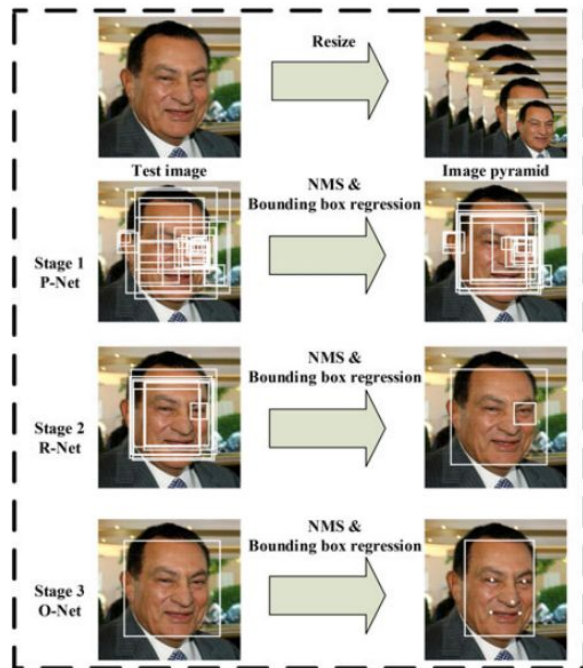 Resize
Test image
Image pyramid
NMS &
Bounding box regression
Stage 1
P-Net
NMS &
Bounding box regression
Stage 2
R-Net
NMS &
Bounding box regression
Stage 3
O-Net